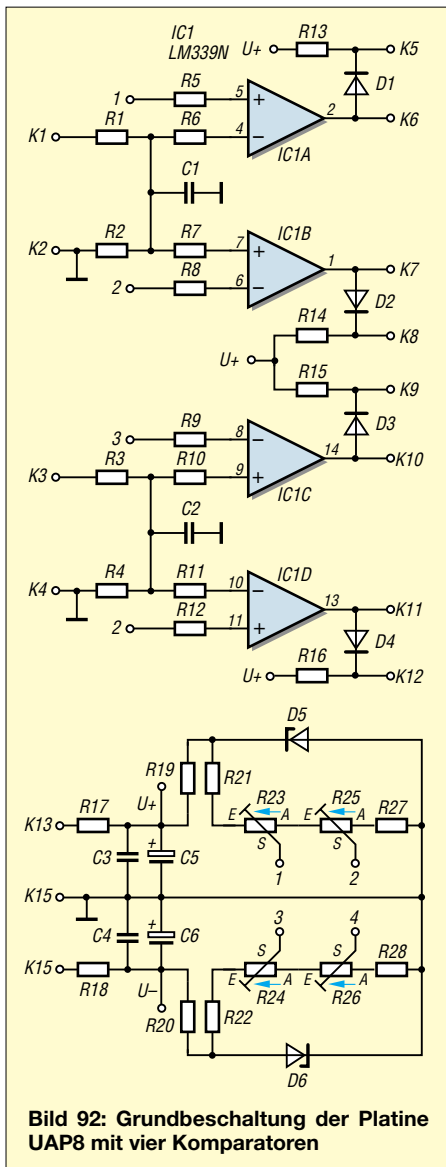 IC1
LM339N
U+ R13 K5
R5 D1
1 5 + 2 K6
K1 R1 R6 4 −
IC1A
C1
K2 R2 R7 7 + IC1B
1 K7
R8 6 − D2
2
R14 K8
U+ R15 K9
R9 8 − D3
3
K3 R3 R10 9 + 14 K10
IC1C
C2
K4 R4 R11 10 − IC1D
13 K11
R12 11 + D4
2
U+ R16 K12
D5
R19 R21
U+ R23 R25 R27
K13 R17 E A E A
+ S S
C3 C5 1 2
K15
C4 + C6 3 4
K15 S S R28
R18 E A E A
U− R24 R26
R20 R22
D6
Bild 92: Grundbeschaltung der Platine
UAP8 mit vier Komparatoren